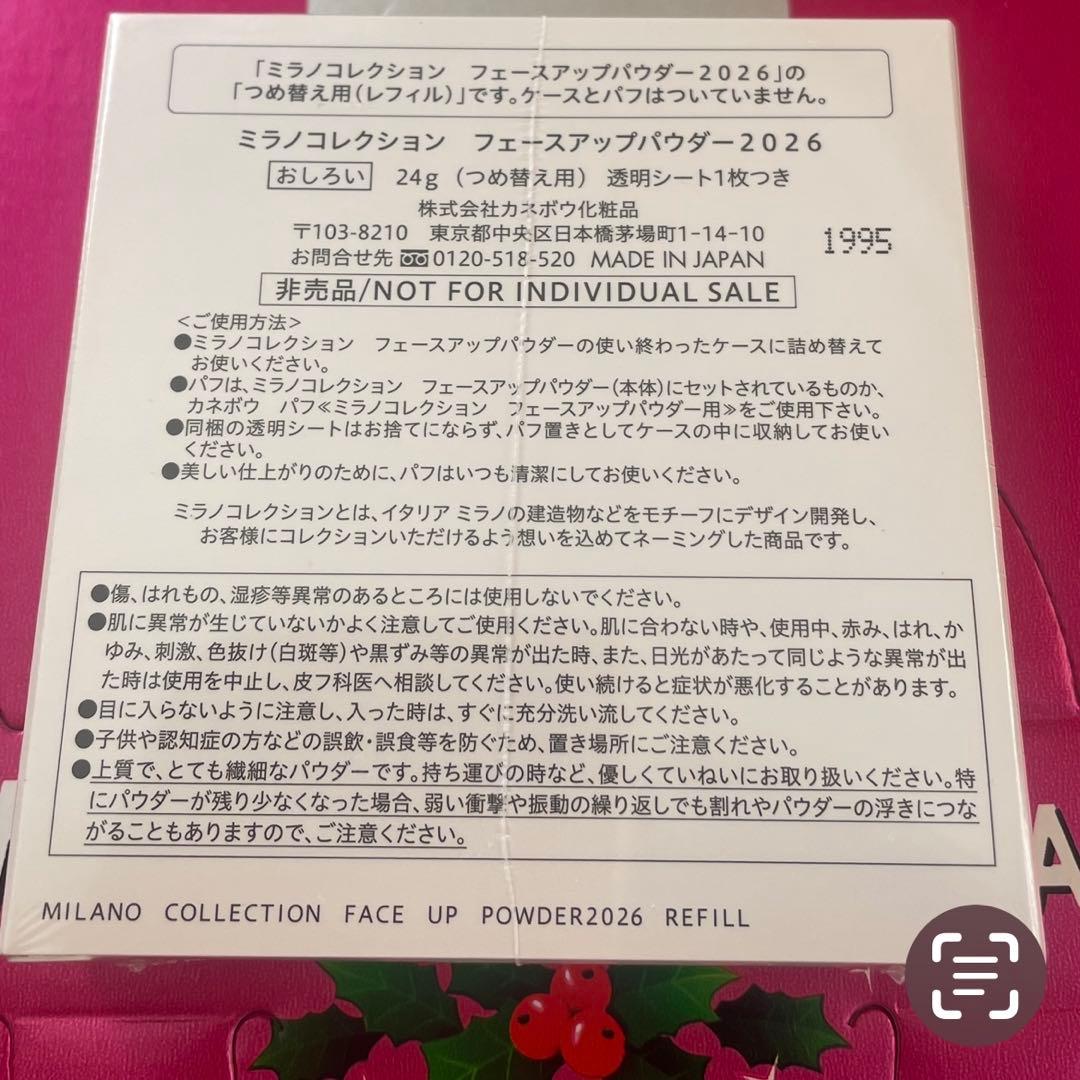 「ミラノコレクション　フェースアップパウダー２０２６」の
「つめ替え用（レフィル）」です。ケースとパフはついていません。
ミラノコレクション　フェースアップパウダー２０２６
おしろい　24g（つめ替え用）　透明シート1枚つき
株式会社カネボウ化粧品
〒103-8210　東京都中央区日本橋茅場町1-14-10
1995
お問合せ先 0120-518-520　MADE IN JAPAN
非売品/NOT FOR INDIVIDUAL SALE
＜ご使用方法＞
●ミラノコレクション　フェースアップパウダーの使い終わったケースに詰め替えて
お使いください。
●パフは、ミラノコレクション　フェースアップパウダー（本体）にセットされているものか、
カネボウ　パフ≪ミラノコレクション　フェースアップパウダー用≫をご使用下さい。
●同梱の透明シートはお捨てにならず、パフ置きとしてケースの中に収納してお使い
ください。
●美しい仕上がりのために、パフはいつも清潔にしてお使いください。
ミラノコレクションとは、イタリア ミラノの建造物などをモチーフにデザイン開発し、
お客様にコレクションいただけるよう想いを込めてネーミングした商品です。
●傷、はれもの、湿疹等異常のあるところには使用しないでください。
●肌に異常が生じていないかよく注意してご使用ください。肌に合わない時や、使用中、赤み、はれ、か
ゆみ、刺激、色抜け（白斑等）や黒ずみ等の異常が出た時、また、日光があたって同じような異常が出
た時は使用を中止し、皮フ科医へ相談してください。使い続けると症状が悪化することがあります。
●目に入らないように注意し、入った時は、すぐに充分洗い流してください。
●子供や認知症の方などの誤飲・誤食等を防ぐため、置き場所にご注意ください。
●上質で、とても繊細なパウダーです。持ち運びの時など、優しくていねいにお取り扱いください。特
にパウダーが残り少なくなった場合、弱い衝撃や振動の繰り返しでも割れやパウダーの浮きにつな
がることもありますので、ご注意ください。
MILANO COLLECTION FACE UP POWDER2026 REFILL